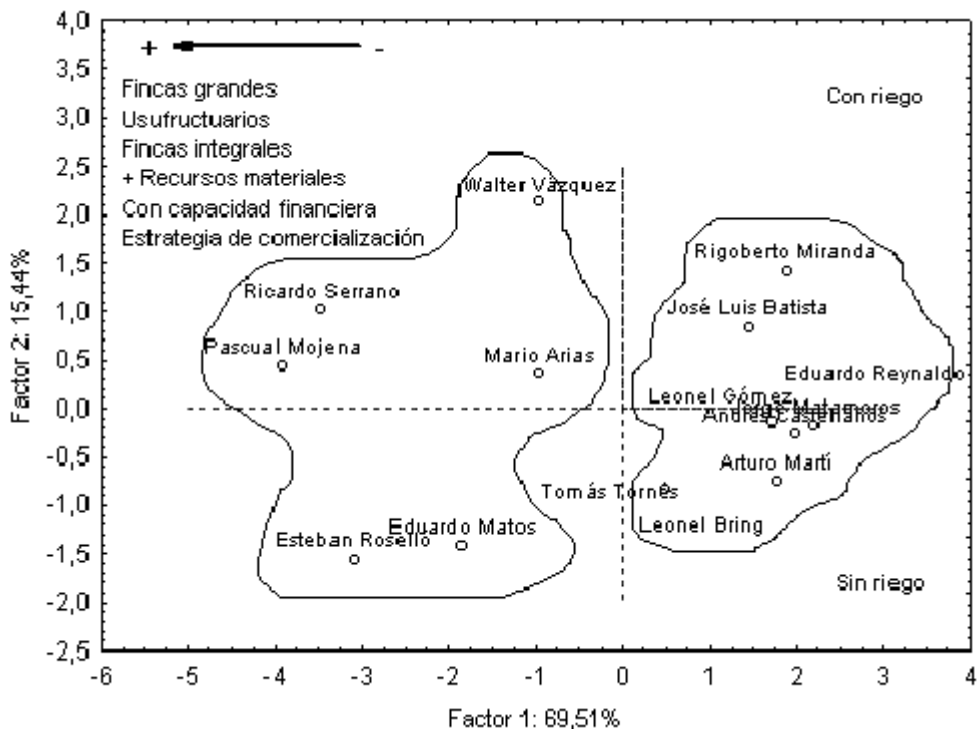 4,0
3,5
3,0
2,5
2,0
1,5
1,0
0,5
0,0
-0,5
-1,0
-1,5
-2,0
-2,5
Factor 2: 15,44%
+ -
Fincas grandes
Usufructuarios
Fincas integrales
+ Recursos materiales
Con capacidad financiera
Estrategia de comercialización
Con riego
Walter Vázquez
Rigoberto Miranda
Ricardo Serrano
José Luis Batista
Pascual Mojena
Mario Arias
Eduardo Reynaldo
Leonel Gómez
Jorge Matamoros
Andrés Castellanos
Arturo Martí
Tomás Tornés
Leonel Bring
Eduardo Matos
Esteban Roselló
Sin riego
-6 -5 -4 -3 -2 -1 0 1 2 3 4
Factor 1: 69,51%